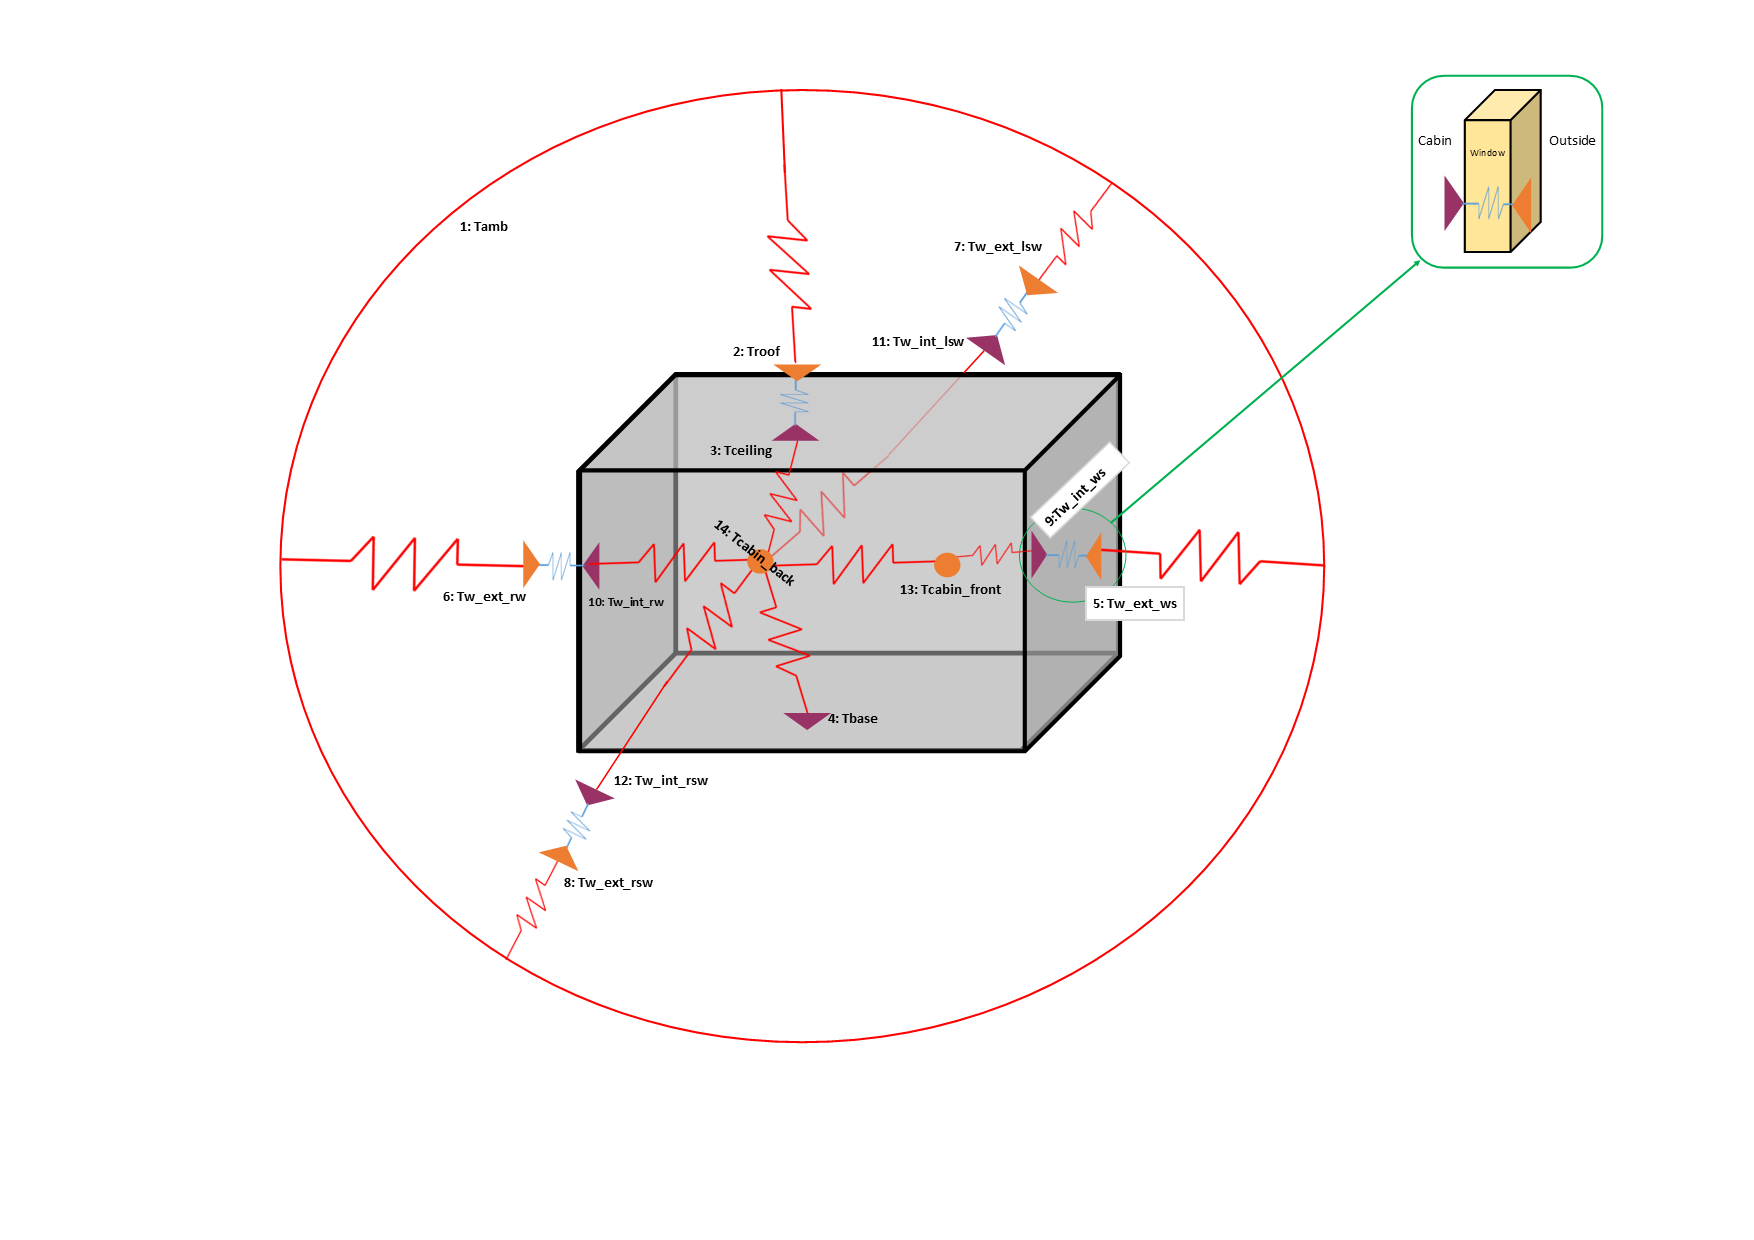 Cabin
Outside
Window
1: Tamb
7: Tw_ext_lsw
11: Tw_int_lsw
2: Troof
3: Tceiling
9:Tw_int_ws
14: Tcabin_back
13: Tcabin_front
6: Tw_ext_rw
10: Tw_int_rw
5: Tw_ext_ws
4: Tbase
12: Tw_int_rsw
8: Tw_ext_rsw